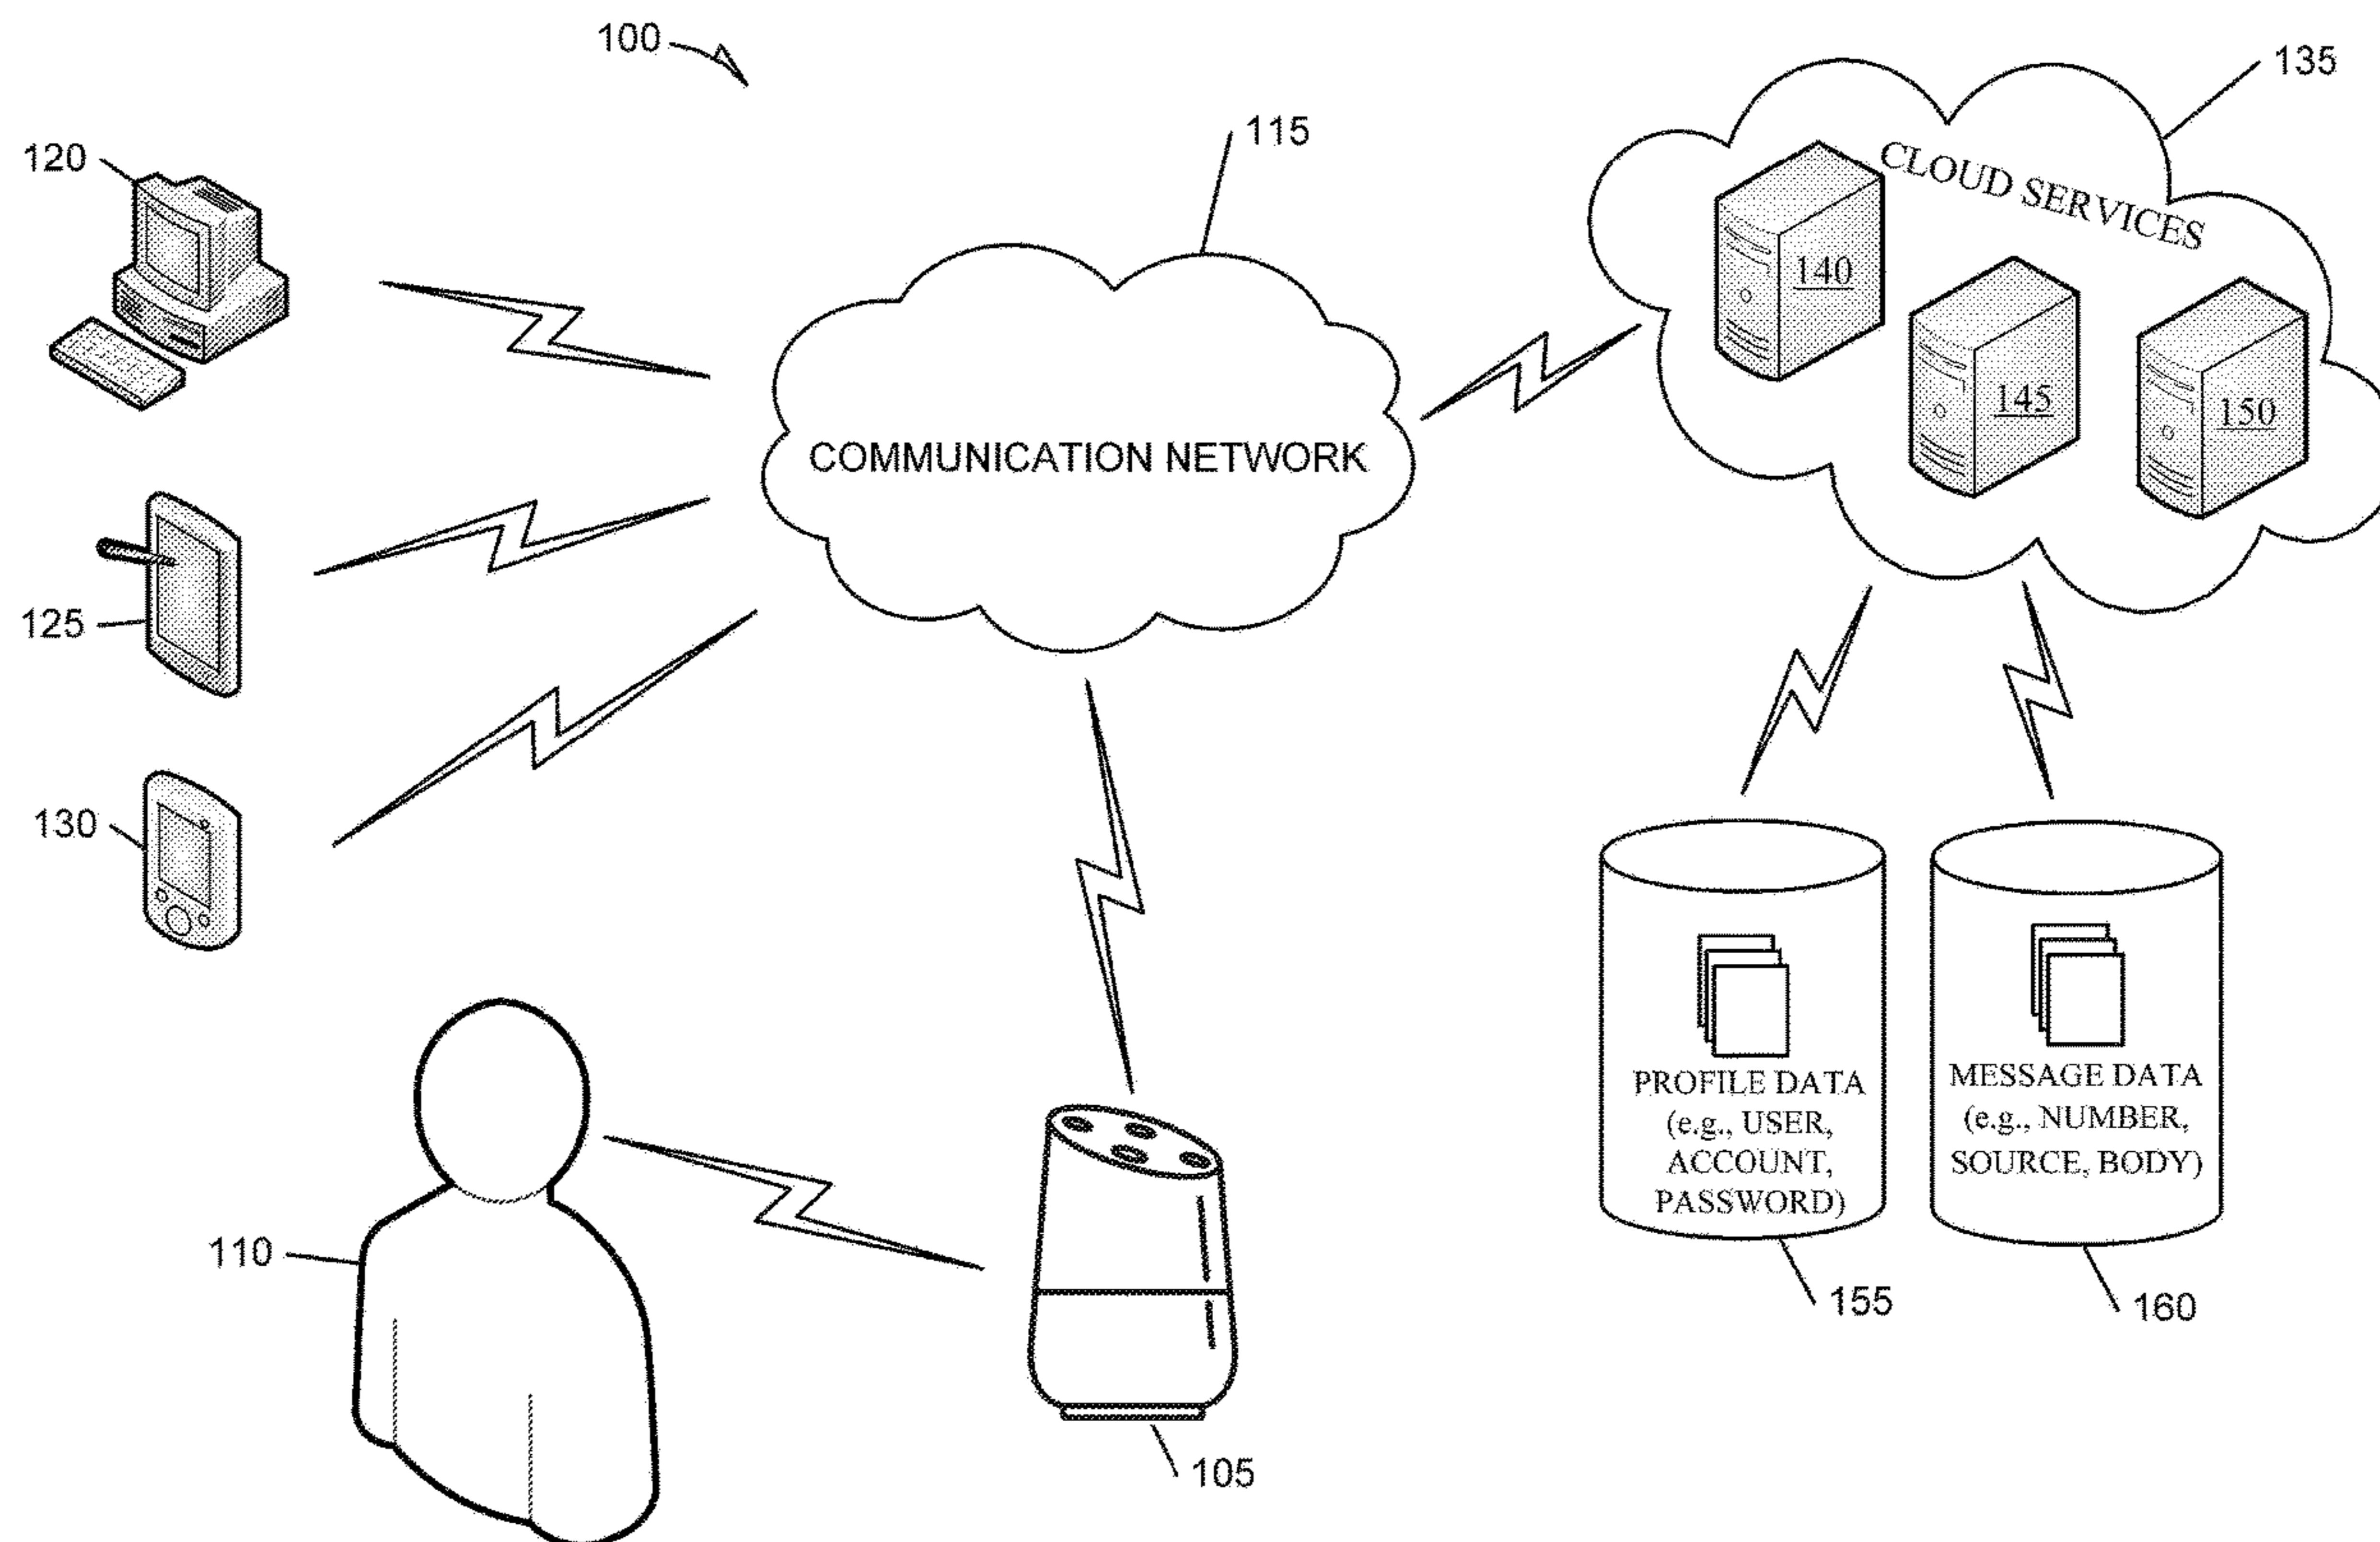 100
135
115
120
CLOUD SERVICES
140
145
150
COMMUNICATION NETWORK
125
130
PROFILE DATA
(e.g., USER,
ACCOUNT,
PASSWORD)
MESSAGE DATA
(e.g., NUMBER,
SOURCE, BODY)
110
155
160
105